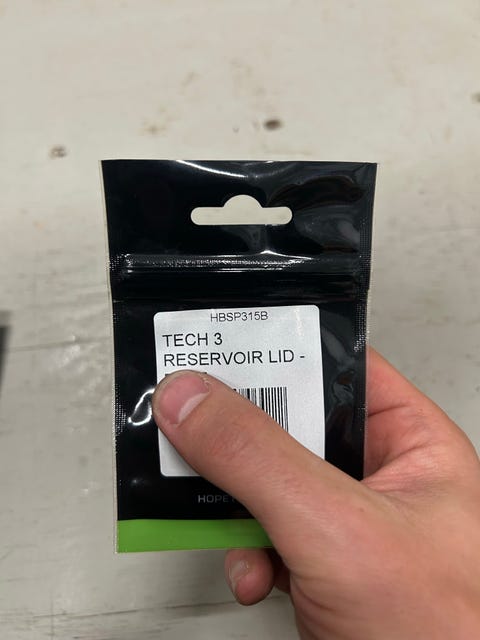 HBSP315B
TECH 3
RESERVOIR LID -